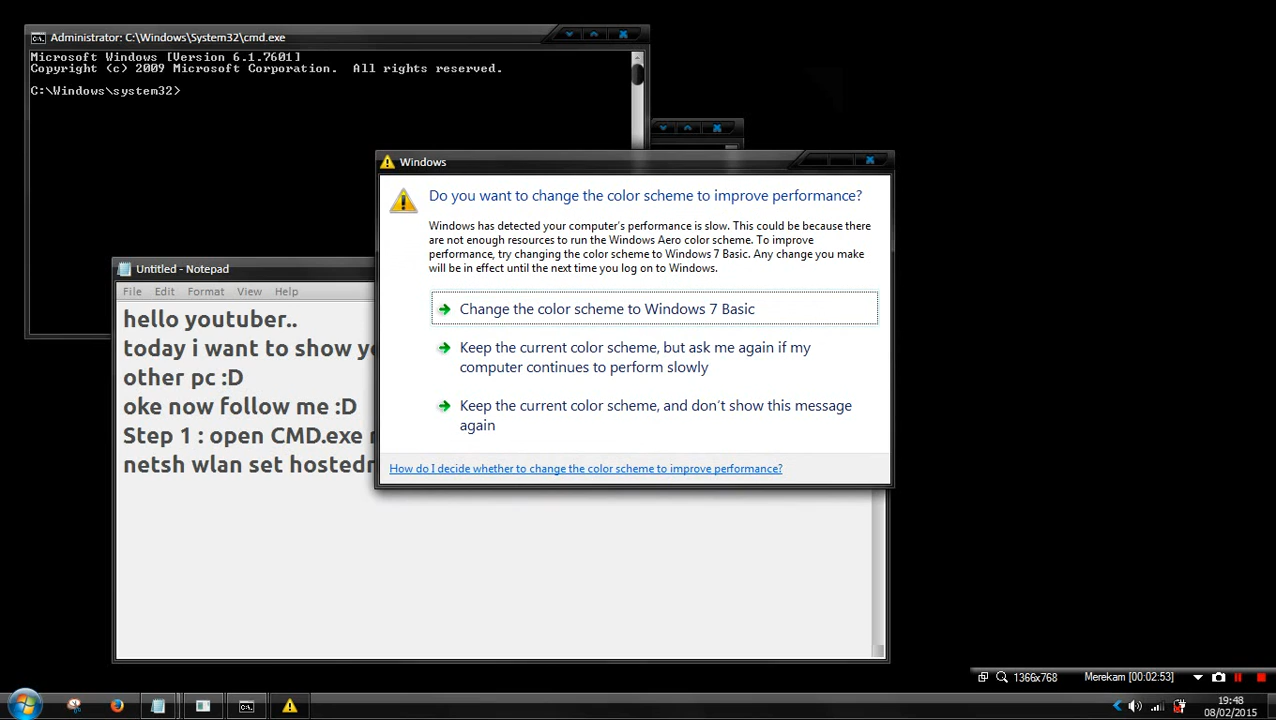 Administrator: C:\Windows\System32\cmd.exe
Microsoft Windows [Version 6.1.7601]
Copyright (c) 2009 Microsoft Corporation.  All rights reserved.
C:\Windows\system32>
Windows
Do you want to change the color scheme to improve performance?
Windows has detected your computer's performance is slow. This could be because there
are not enough resources to run the Windows Aero color scheme. To improve
performance, try changing the color scheme to Windows 7 Basic. Any change you make
will be in effect until the next time you log on to Windows.
Change the color scheme to Windows 7 Basic
Keep the current color scheme, but ask me again if my
computer continues to perform slowly
Keep the current color scheme, and don't show this message
again
How do I decide whether to change the color scheme to improve performance?
Untitled - Notepad
File Edit Format View Help
hello youtuber..
today i want to show
other pc :D
oke now follow me :D
Step 1 : open CMD.exe
netsh wlan set
1366x768 Merekam [00:02:53]
19:48
08/02/2015